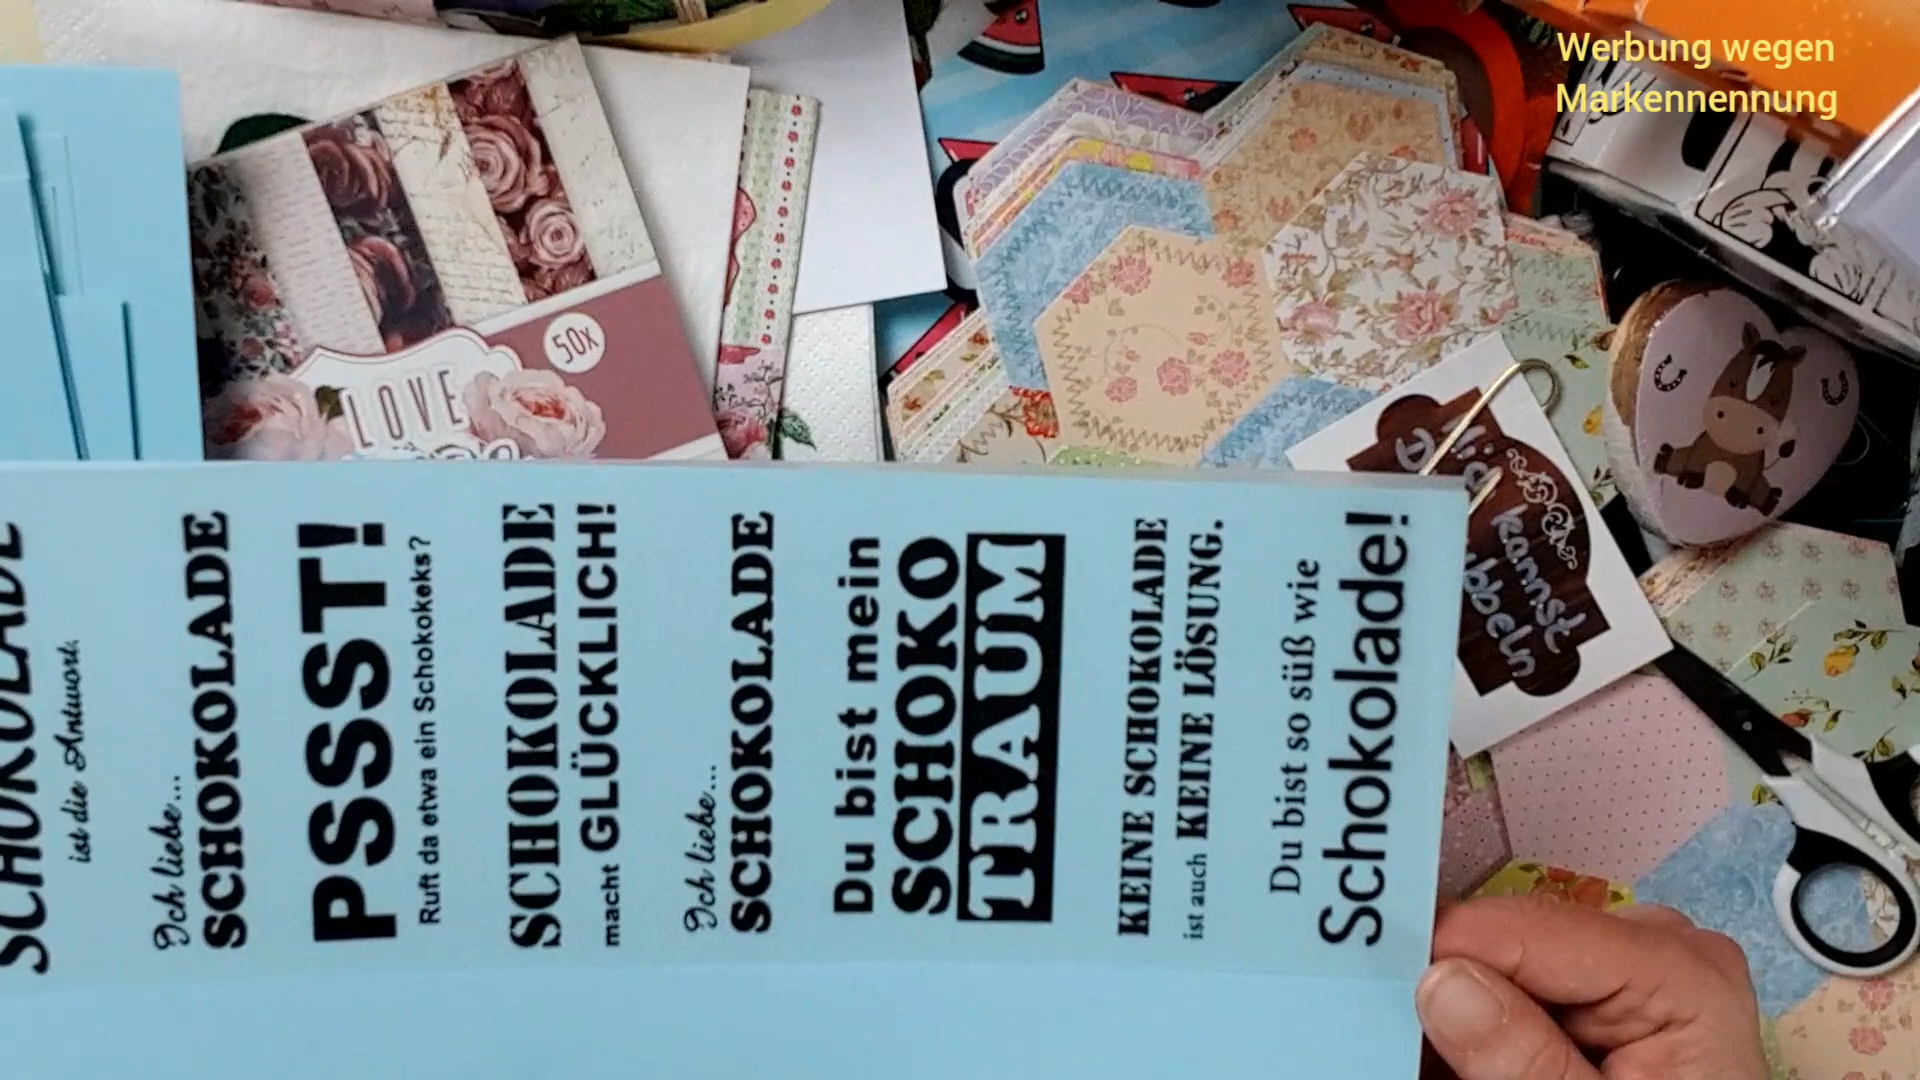 Werbung wegen
Markennennung
50X
LOVE
SCHOKOLADE
ist die Antwort.
Ich liebe...
SCHOKOLADE
PSSST!
Ruft da etwa ein Schokokeks?
SCHOKOLADE
macht GLÜCKLICH!
Ich liebe...
SCHOKOLADE
Du bist mein
SCHOKO
TRAUM
KEINE SCHOKOLADE
ist auch KEINE LÖSUNG.
Du bist so süß wie
Schokolade!
kannst